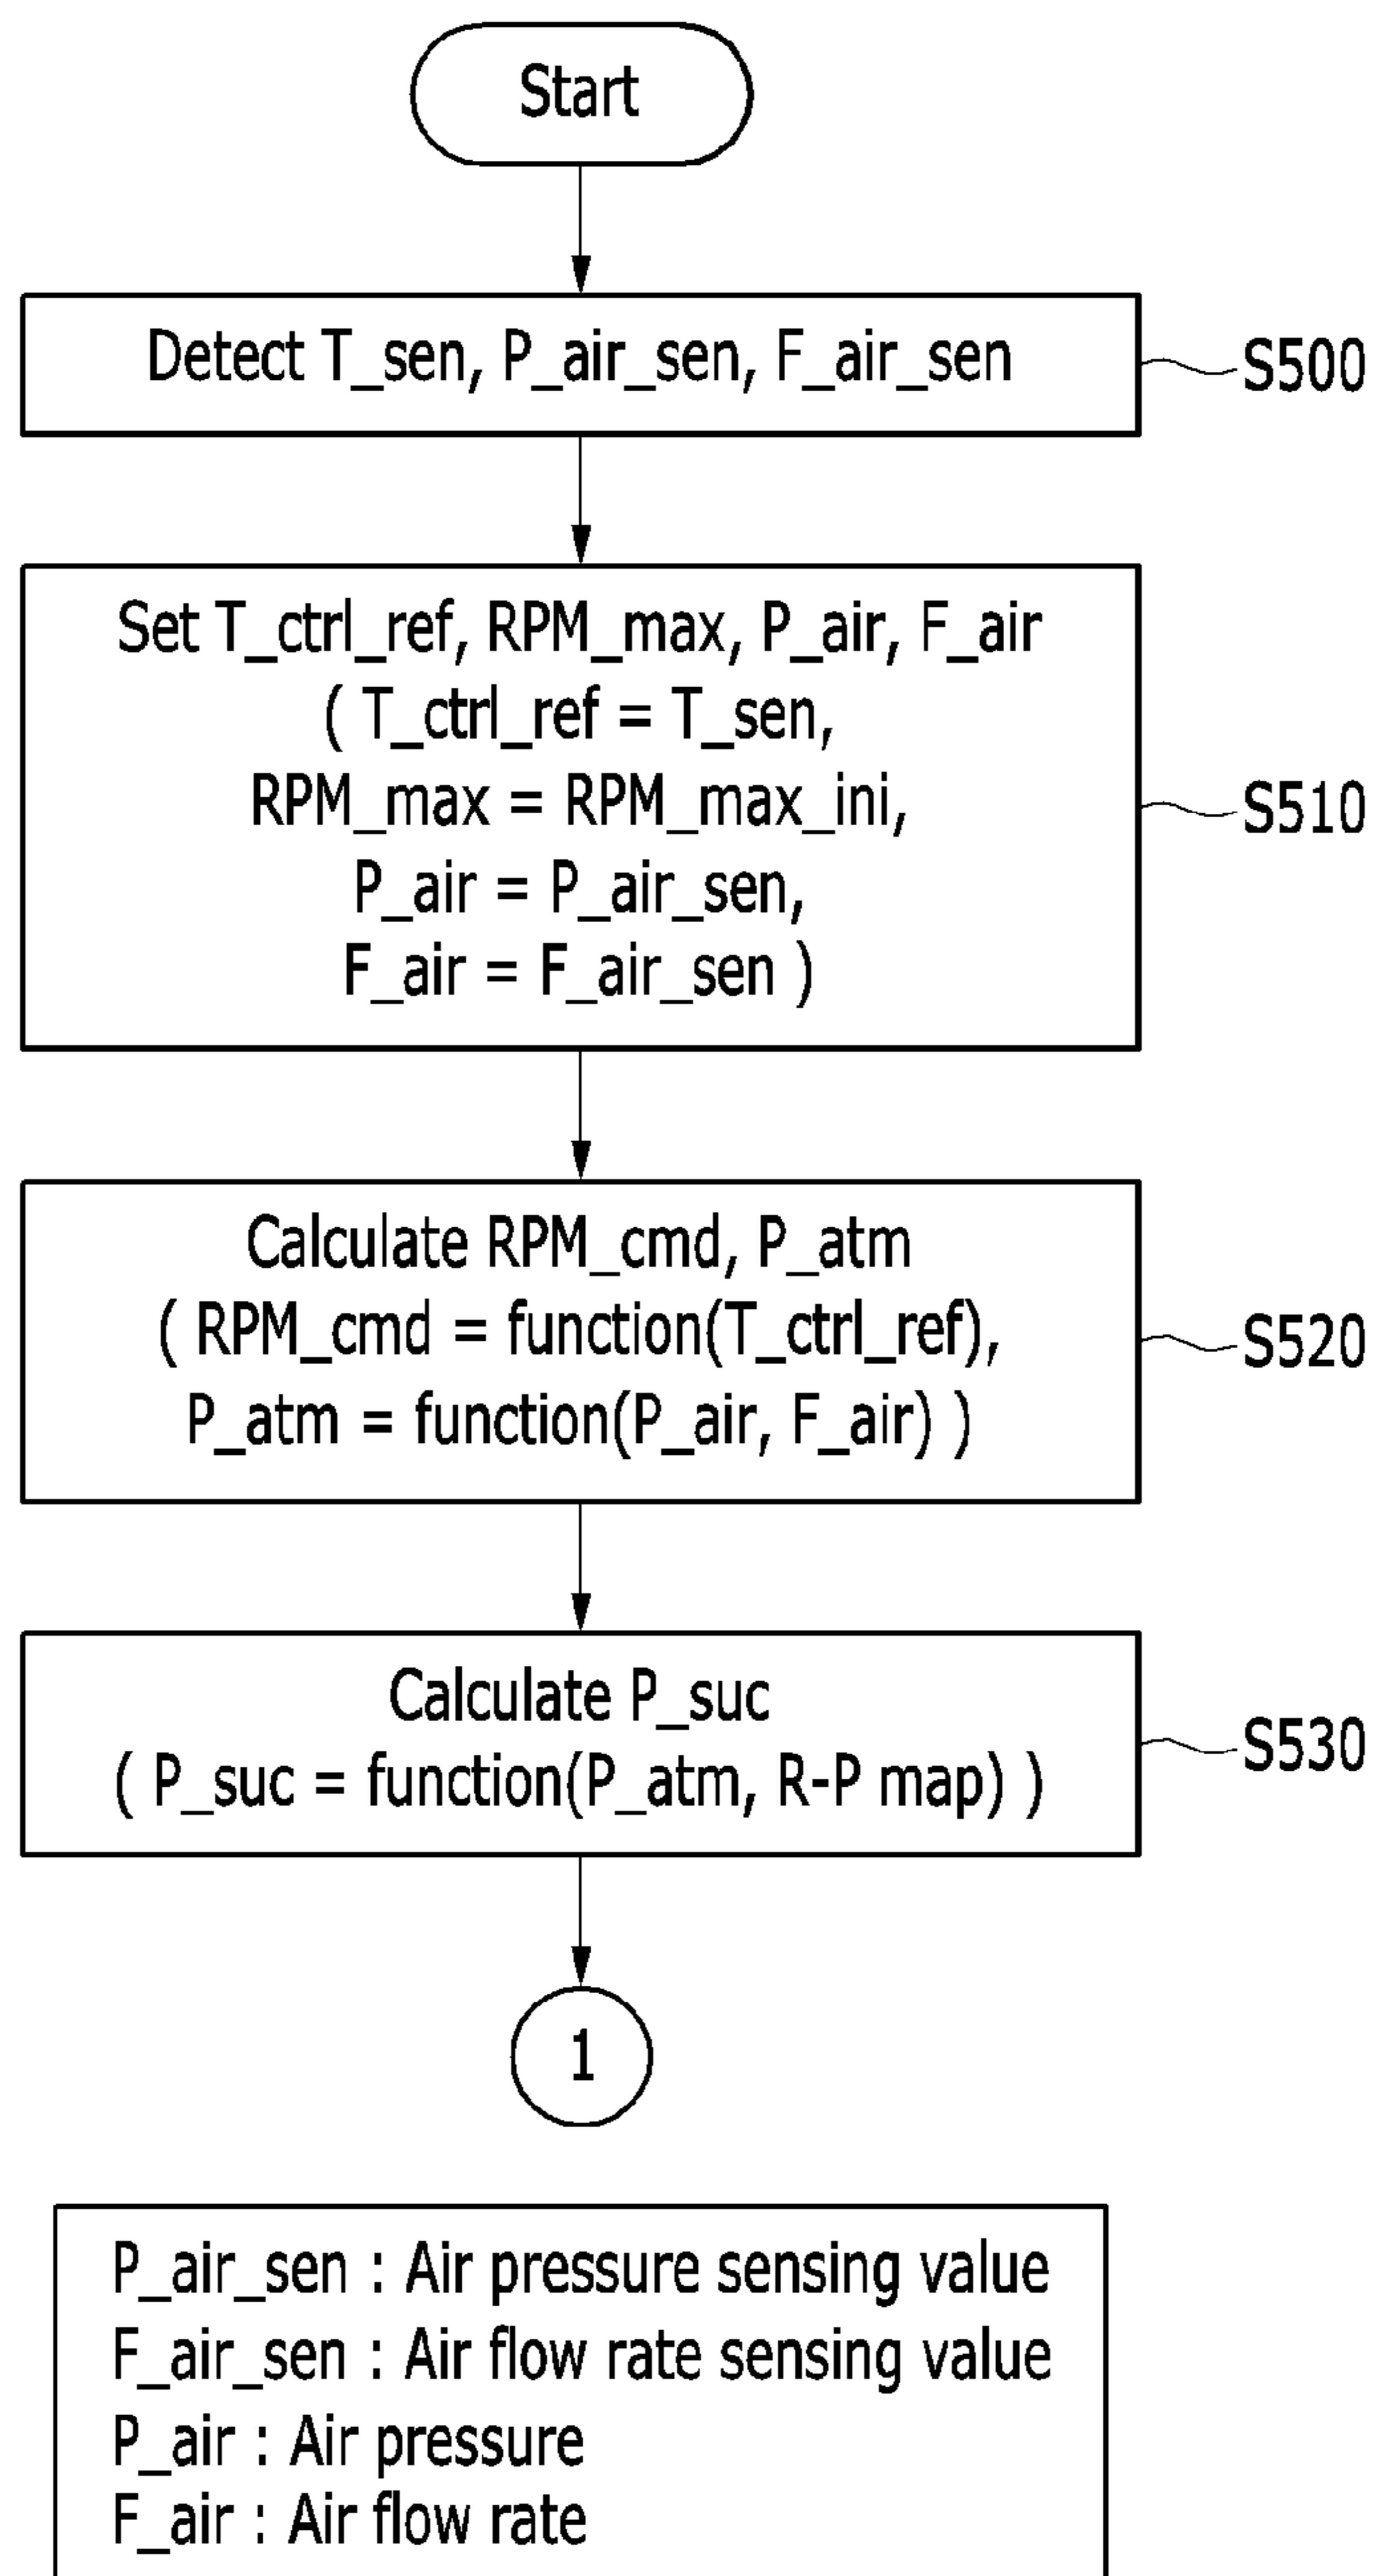 Start
Detect T_sen, P_air_sen, F_air_sen
S500
Set T_ctrl_ref, RPM_max, P_air, F_air
( T_ctrl_ref = T_sen,
RPM_max = RPM_max_ini,
P_air = P_air_sen,
F_air = F_air_sen )
S510
Calculate RPM_cmd, P_atm
( RPM_cmd = function(T_ctrl_ref),
P_atm = function(P_air, F_air) )
S520
Calculate P_suc
( P_suc = function(P_atm, R-P map) )
S530
1
P_air_sen : Air pressure sensing value
F_air_sen : Air flow rate sensing value
P_air : Air pressure
F_air : Air flow rate